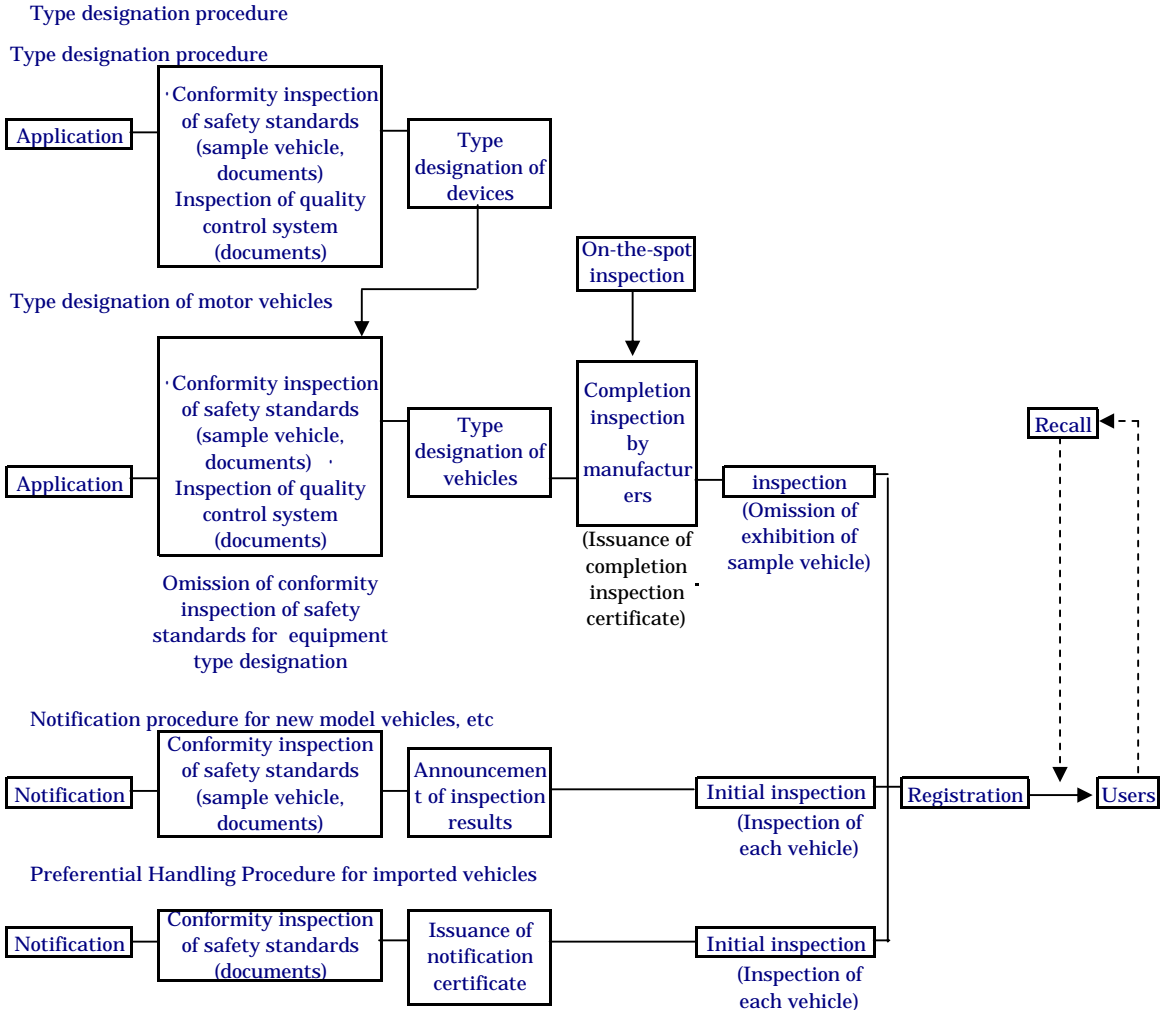 Type designation procedure
Type designation procedure
Application
・Conformity inspection
of safety standards
(sample vehicle,
documents)
Inspection of quality
control system
(documents)
Type
designation of
devices
On-the-spot
inspection
Type designation of motor vehicles
Application
・Conformity inspection
of safety standards
(sample vehicle,
documents) ・
Inspection of quality
control system
(documents)
Omission of conformity
inspection of safety
standards for equipment
type designation
Type
designation of
vehicles
Completion
inspection
by
manufactur
ers
(Issuance of
completion
inspection
certificate)
inspection
(Omission of
exhibition of
sample vehicle)
Recall
Notification procedure for new model vehicles, etc
Notification
Conformity inspection
of safety standards
(sample vehicle,
documents)
Announcemen
t of inspection
results
Initial inspection
(Inspection of
each vehicle)
Registration
Users
Preferential Handling Procedure for imported vehicles
Notification
Conformity inspection
of safety standards
(documents)
Issuance of
notification
certificate
Initial inspection
(Inspection of
each vehicle)